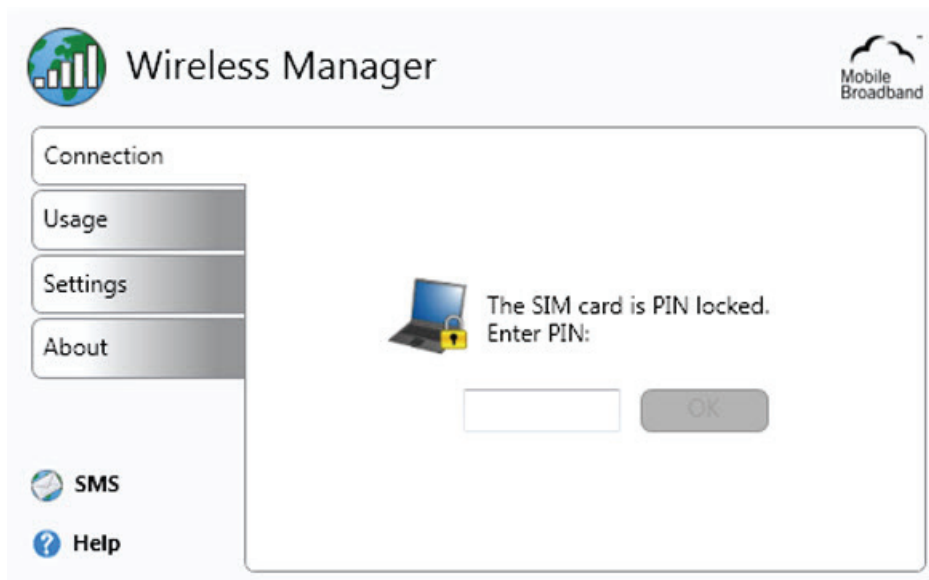 Wireless Manager
Mobile
Broadband
Connection
Usage
Settings
About
The SIM card is PIN locked.
Enter PIN:
OK
SMS
Help